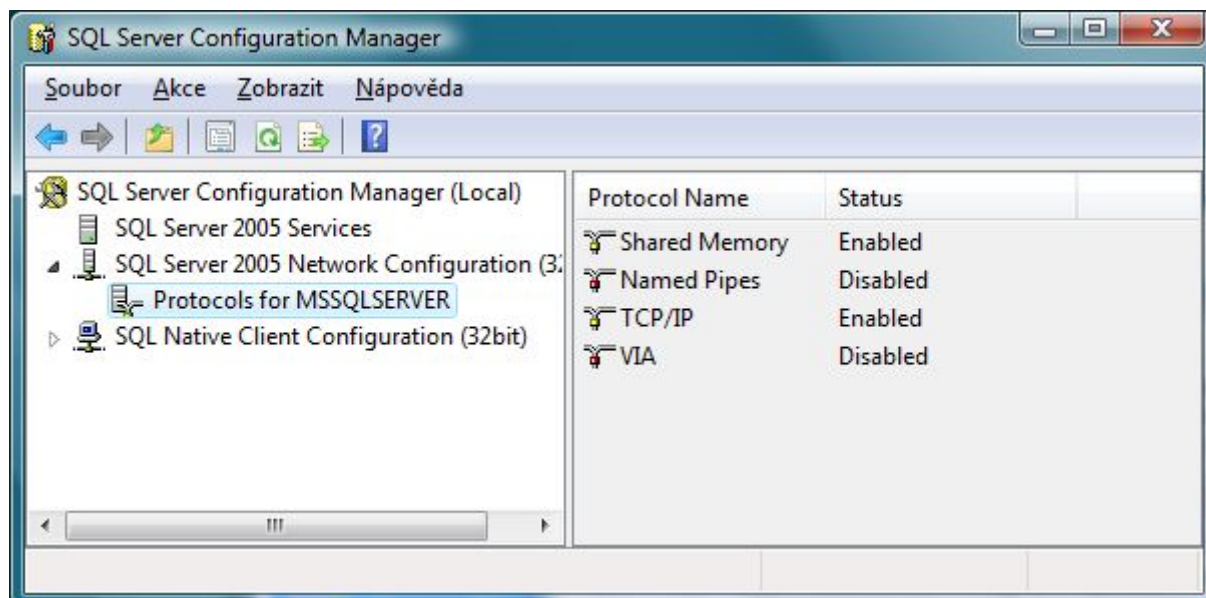 SQL Server Configuration Manager
Soubor Akce Zobrazit Nápověda
SQL Server Configuration Manager (Local)
SQL Server 2005 Services
SQL Server 2005 Network Configuration (32
Protocols for MSSQLSERVER
SQL Native Client Configuration (32bit)
Protocol Name Status
Shared Memory Enabled
Named Pipes Disabled
TCP/IP Enabled
VIA Disabled